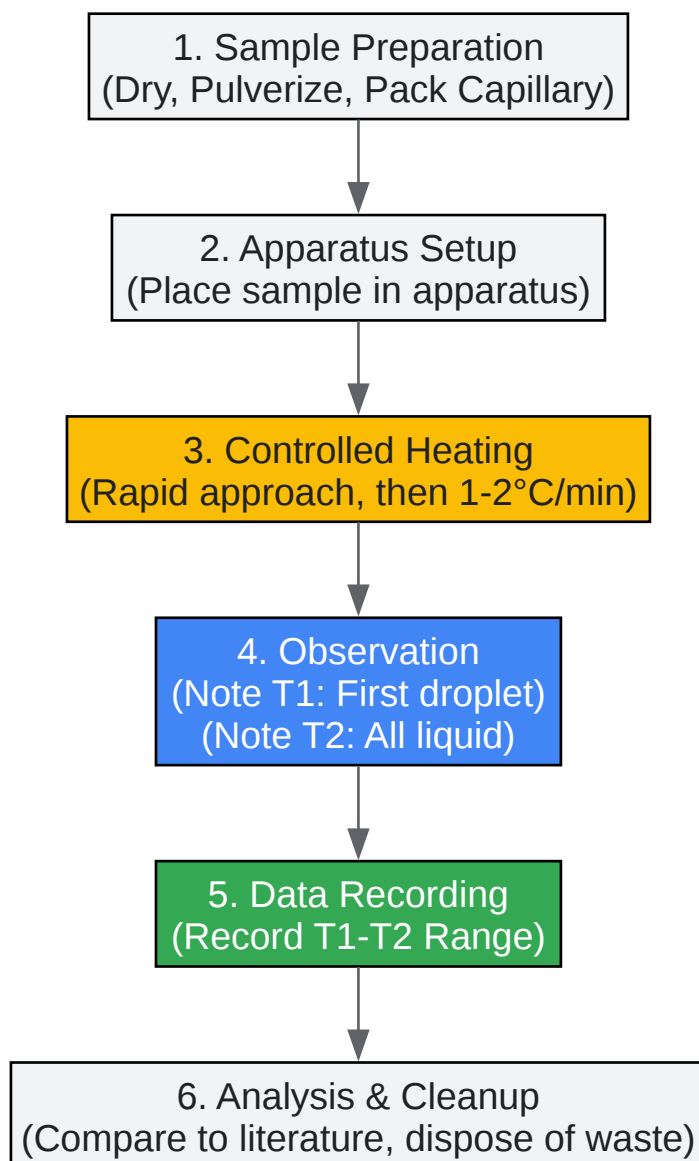 1. Sample Preparation
(Dry, Pulverize, Pack Capillary)
2. Apparatus Setup
(Place sample in apparatus)
3. Controlled Heating
(Rapid approach, then 1-2°C/min)
4. Observation
(Note T1: First droplet)
(Note T2: All liquid)
5. Data Recording
(Record T1-T2 Range)
6. Analysis & Cleanup
(Compare to literature, dispose of waste)